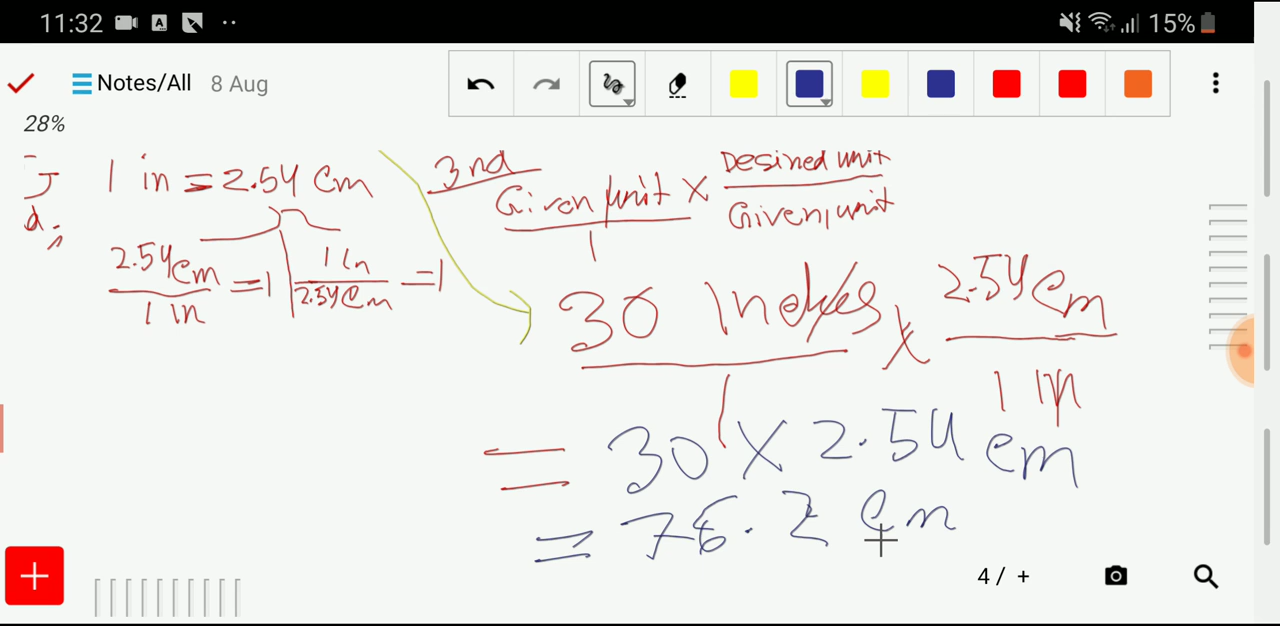 11:32 A 15%
Notes/All 8 Aug
28%
1 in = 2.54 cm
3rd
Given unit × Desined unit
1 Given unit
2.54 cm = 1 1 in = 1
1 in 2.54 cm
30 Inches × 2.54 cm
1 1 in
= 30 × 2.54 cm
= 76.2 cm
4 / +